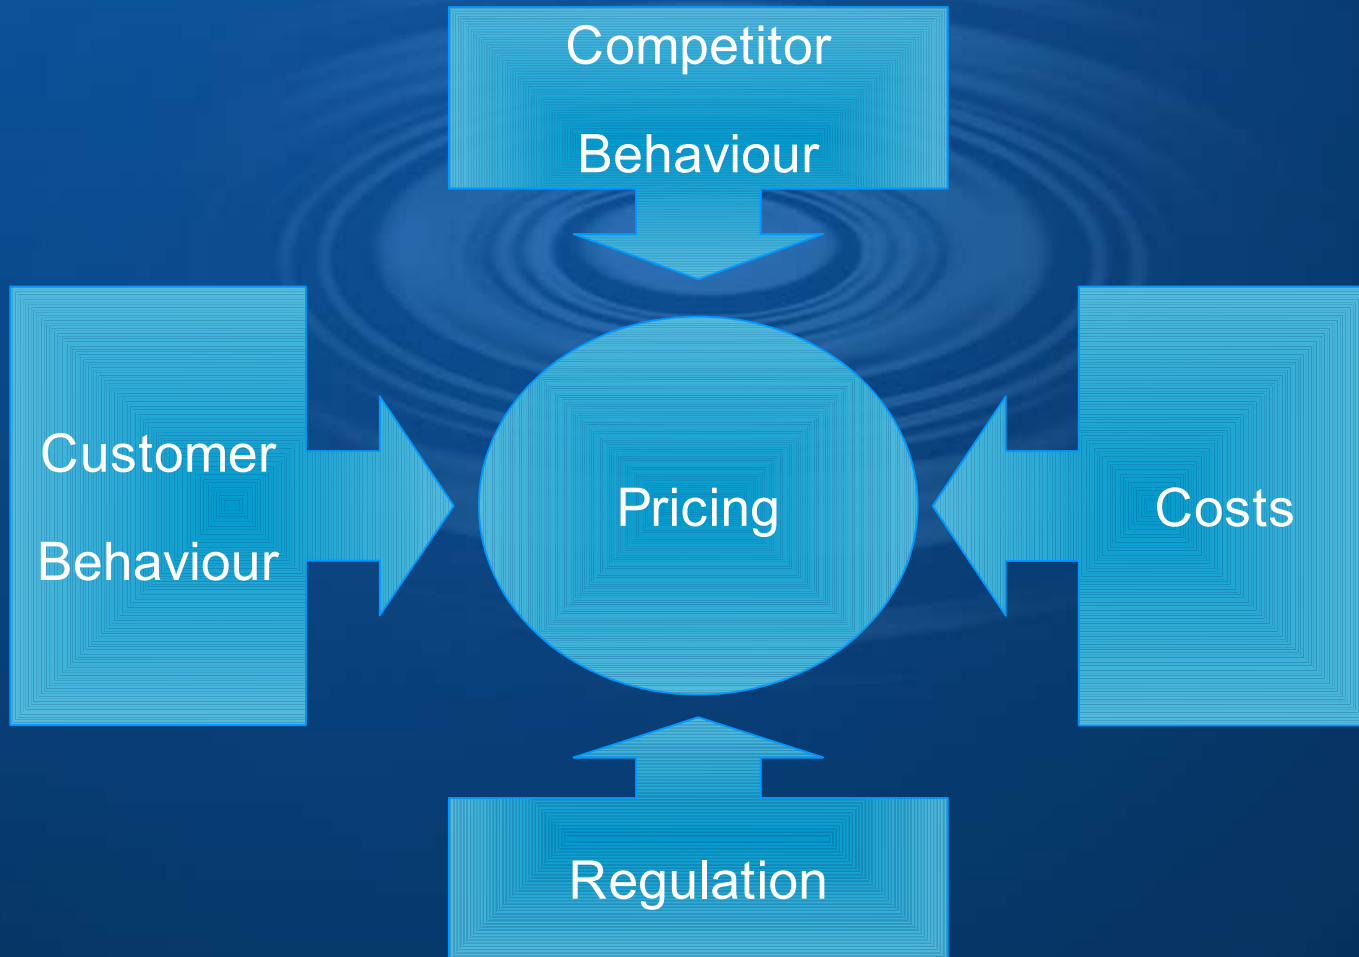 Competitor
Behaviour
Customer
Behaviour
Pricing
Costs
Regulation